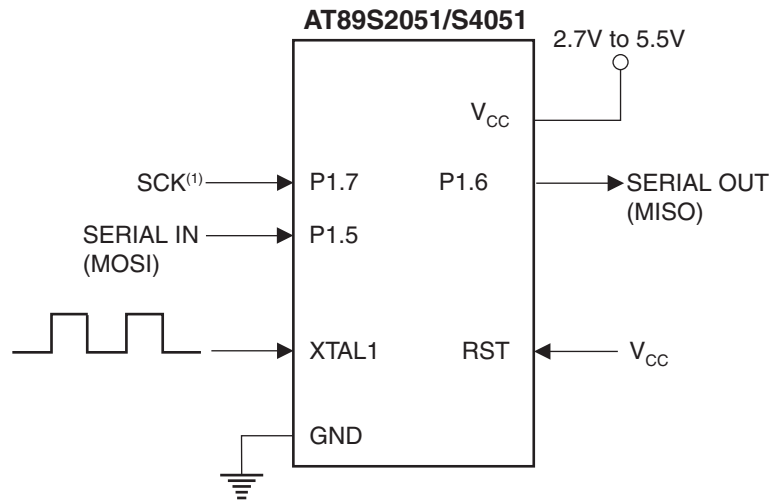 AT89S2051/S4051
2.7V to 5.5V
VCC
SCK(1)
P1.7
P1.6
SERIAL OUT
(MISO)
SERIAL IN
(MOSI)
P1.5
XTAL1
RST
VCC
GND